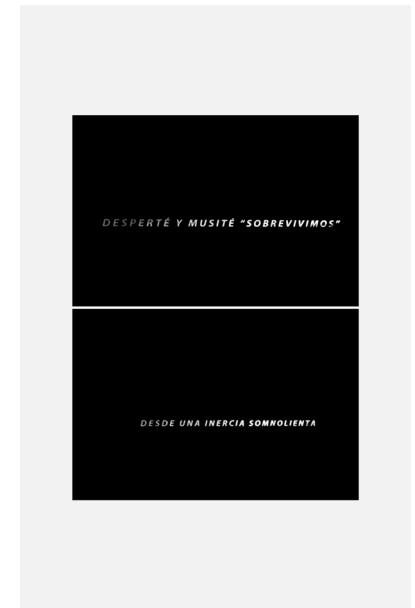 DESPERTÉ Y MUSITÉ “SOBREVIVIMOS”
DESDE UNA INERCIA SOMNOLIENTA